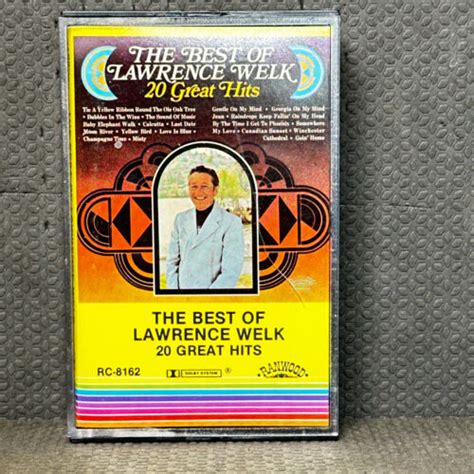 THE BEST OF
LAWRENCE WELK
20 Great Hits
Tie A Yellow Ribbon Round The Ole Oak Tree
• Bubbles In The Wine • The Sound Of Music
Baby Elephant Walk • Calcutta • Last Date
Moon River • Yellow Bird • Love Is Blue •
Champagne Time • Misty
Gentle On My Mind • Georgia On My Mind
Jean • Raindrops Keep Fallin' On My Head
By The Time I Get To Phoenix • Somewhere
My Love • Canadian Sunset • Winchester
Cathedral • Goin' Home
THE BEST OF
LAWRENCE WELK
20 GREAT HITS
RC-8162
DOLBY SYSTEM ®
RANWOOD